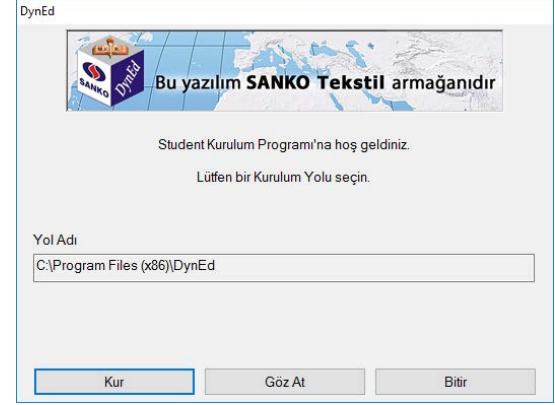 DynEd
SANKO
DynEd
Bu yazılım SANKO Tekstil armağanıdır
Student Kurulum Programı'na hoş geldiniz.
Lütfen bir Kurulum Yolu seçin.
Yol Adı
C:\Program Files (x86)\DynEd
Kur
Göz At
Bitir